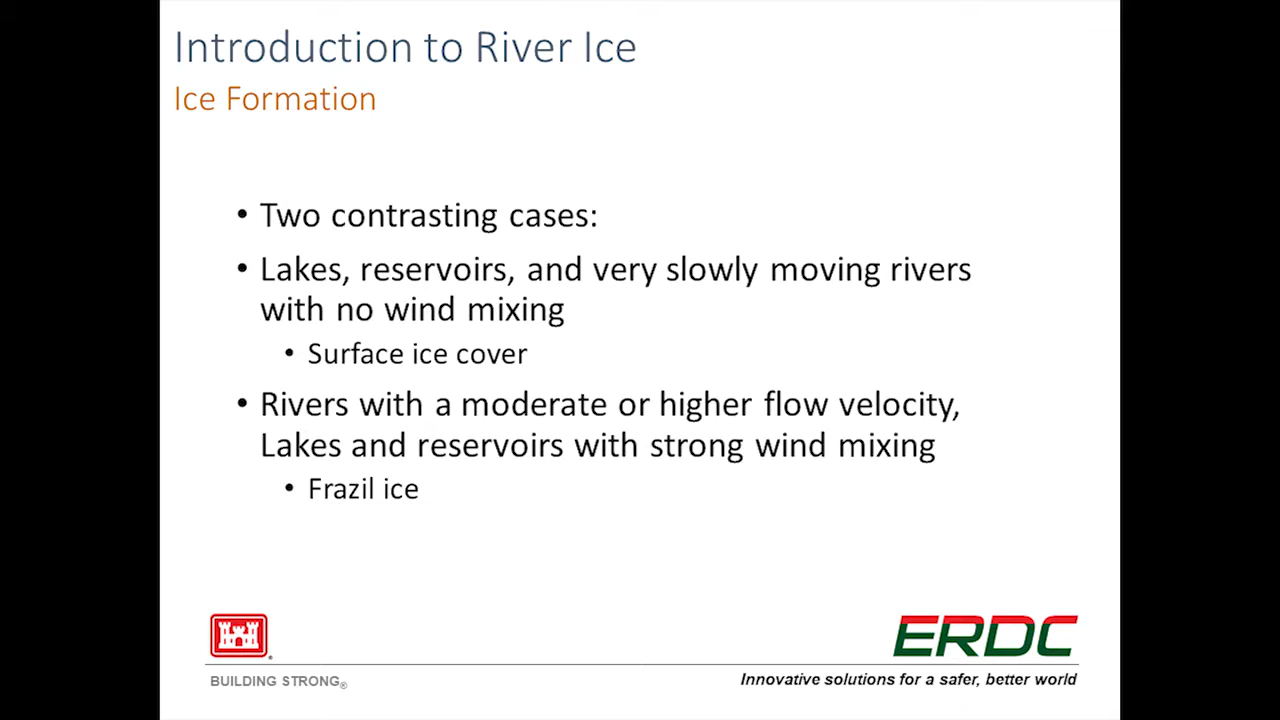 Introduction to River Ice
Ice Formation
• Two contrasting cases:
• Lakes, reservoirs, and very slowly moving rivers
with no wind mixing
• Surface ice cover
• Rivers with a moderate or higher flow velocity,
Lakes and reservoirs with strong wind mixing
• Frazil ice
ERDC
BUILDING STRONG®
Innovative solutions for a safer, better world